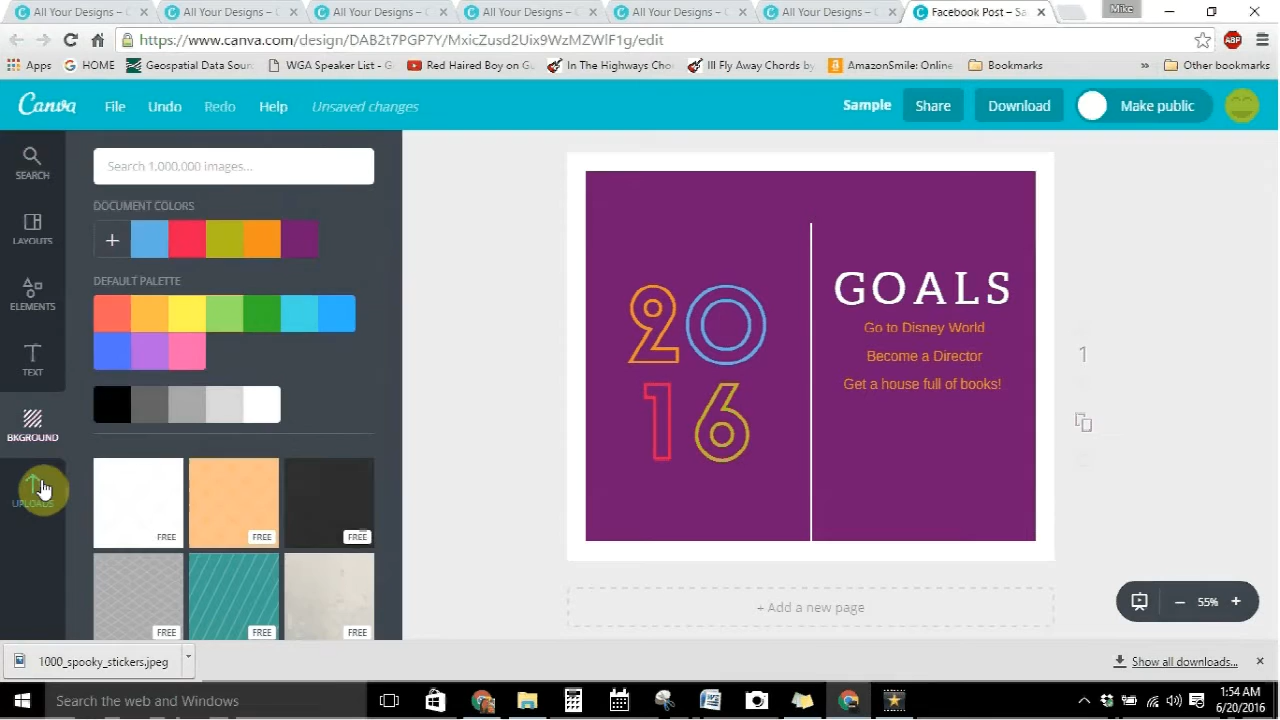 All Your Designs – C
All Your Designs –
All Your Designs – C
All Your Designs – C
All Your Designs – C
All Your Designs – C
Facebook Post – Sa
Mike
https://www.canva.com/design/DAB2t7PGP7Y/MxicZusd2Uix9WzMZWlF1g/edit
ABP
Apps
HOME
Geospatial Data Sour
WGA Speaker List - G
Red Haired Boy on Gu
In The Highways Chor
Ill Fly Away Chords by
AmazonSmile: Online
Bookmarks
»
Other bookmarks
Canva
File
Undo
Redo
Help
Unsaved changes
Sample
Share
Download
Make public
SEARCH
LAYOUTS
ELEMENTS
TEXT
BKGROUND
UPLOADS
Search 1,000,000 images...
DOCUMENT COLORS
+
DEFAULT PALETTE
FREE
FREE
FREE
FREE
FREE
FREE
20
16
GOALS
Go to Disney World
Become a Director
Get a house full of books!
1
+ Add a new page
– 55% +
1000_spooky_stickers.jpeg
Show all downloads...
Search the web and Windows
1:54 AM
6/20/2016